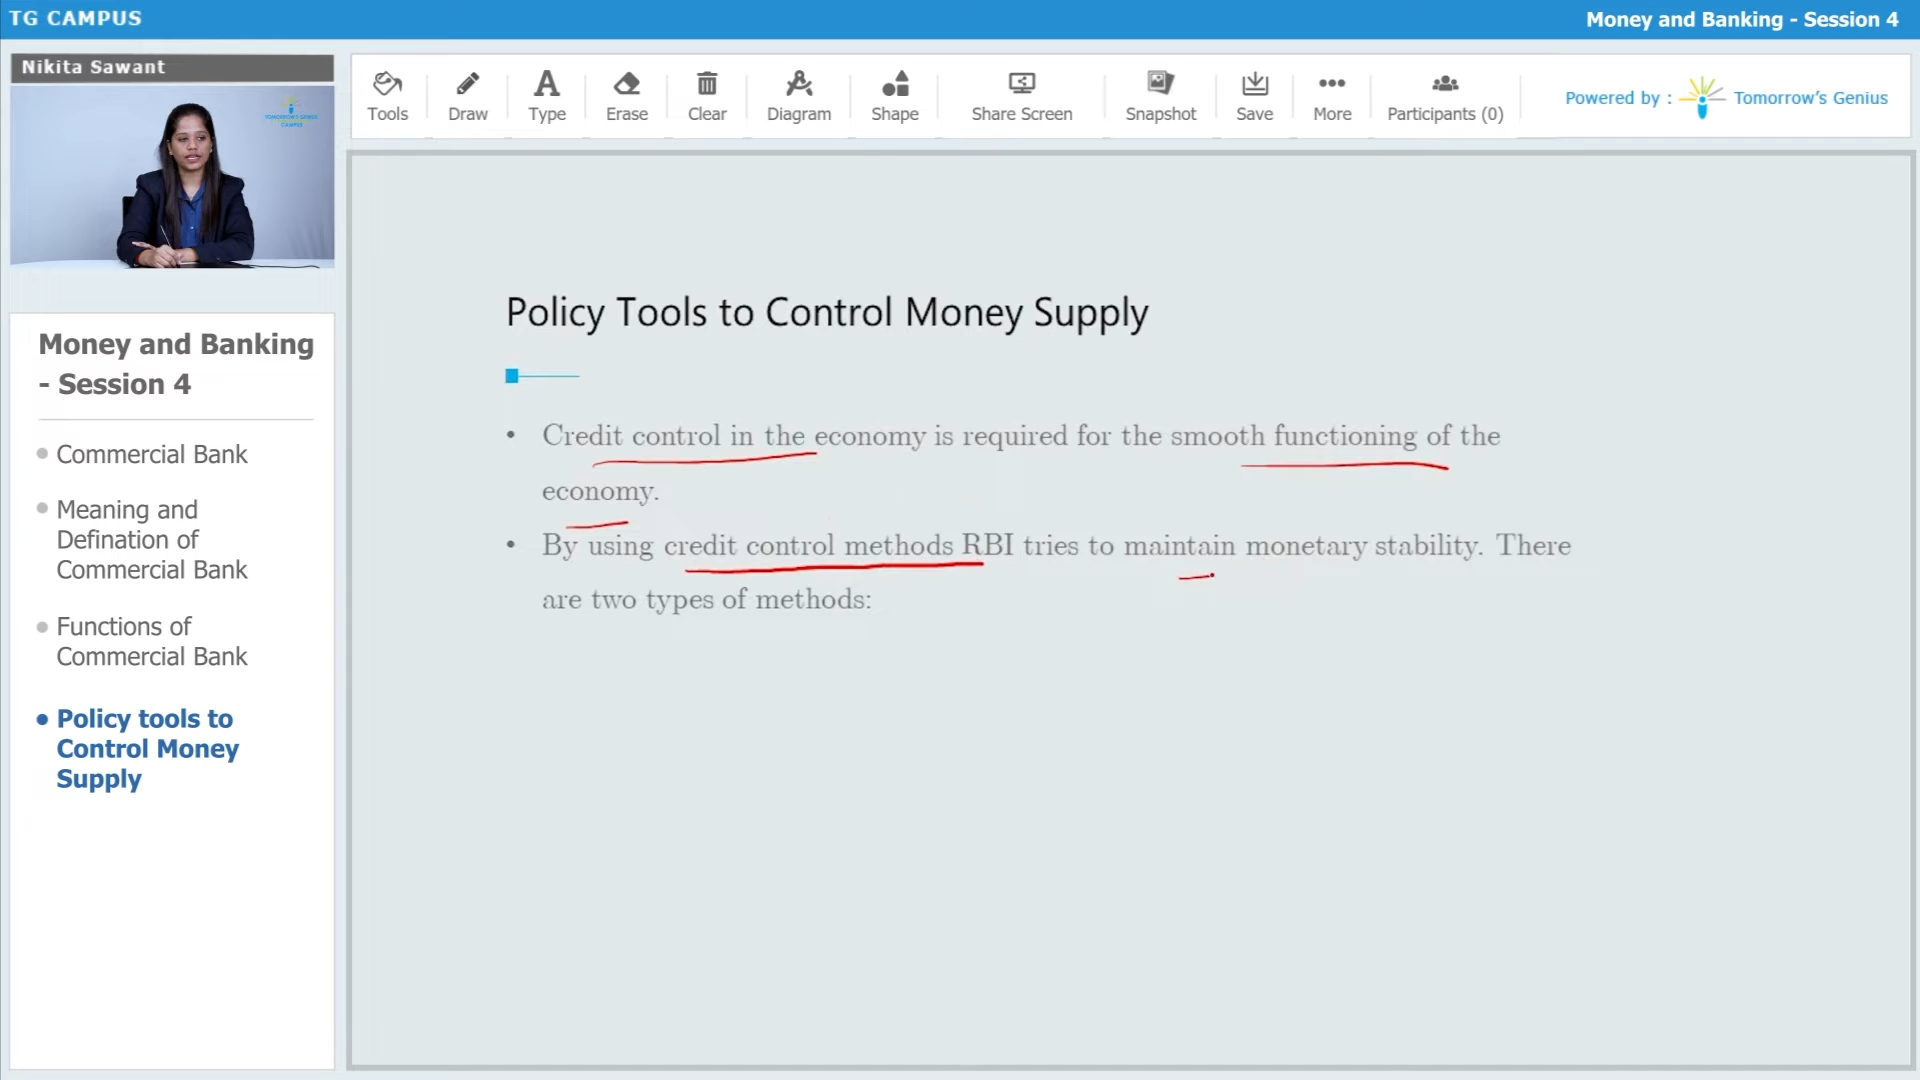 TG CAMPUS
Money and Banking - Session 4
Nikita Sawant
Tools
Draw
Type
Erase
Clear
Diagram
Shape
Share Screen
Snapshot
Save
More
Participants (0)
Powered by :
Tomorrow's Genius
TOMORROW'S GENIUS
CAMPUS
Money and Banking
- Session 4
Commercial Bank
Meaning and
Defination of
Commercial Bank
Functions of
Commercial Bank
Policy tools to
Control Money
Supply
Policy Tools to Control Money Supply
• Credit control in the economy is required for the smooth functioning of the
economy.
• By using credit control methods RBI tries to maintain monetary stability. There
are two types of methods: